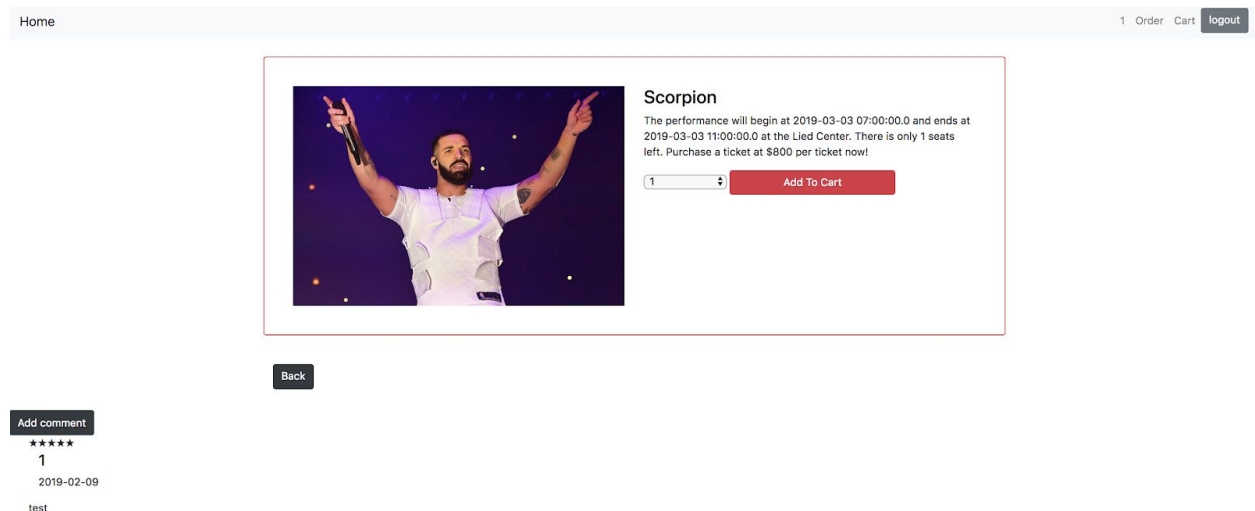 Home
1 Order Cart logout
Scorpion
The performance will begin at 2019-03-03 07:00:00.0 and ends at
2019-03-03 11:00:00.0 at the Lied Center. There is only 1 seats
left. Purchase a ticket at $800 per ticket now!
1
Add To Cart
Back
Add comment
★★★★★
1
2019-02-09
test